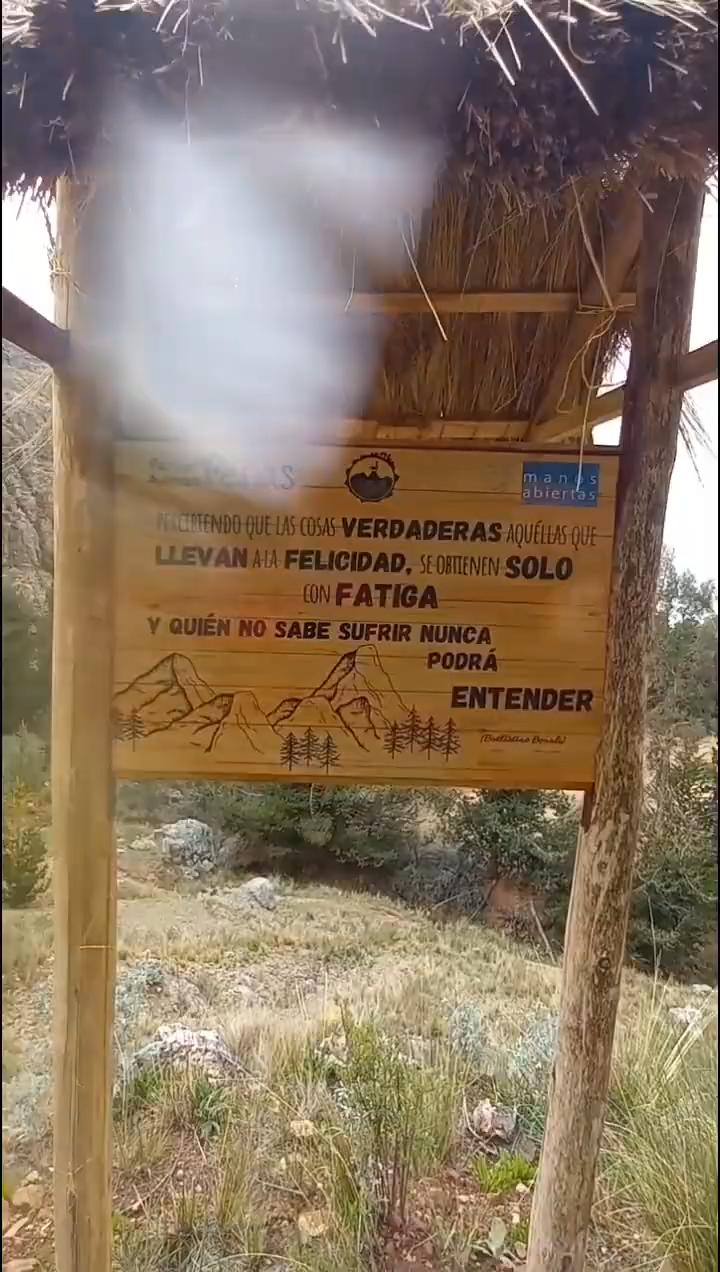 manos
abiertas
PERCIRTENDO QUE LAS COSAS VERDADERAS AQUÉLLAS QUE
LLEVAN A LA FELICIDAD, SE OBTIENEN SOLO
CON FATIGA
Y QUIÉN NO SABE SUFRIR NUNCA
PODRÁ
ENTENDER